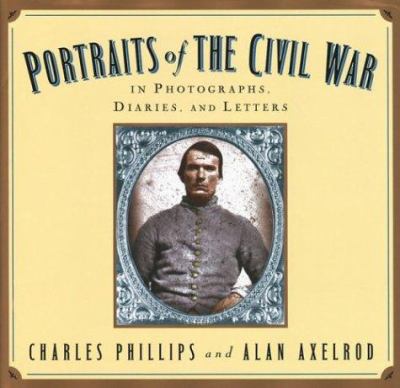 PORTRAITS of THE CIVIL WAR
IN PHOTOGRAPHS,
DIARIES, AND LETTERS
CHARLES PHILLIPS and ALAN AXELROD